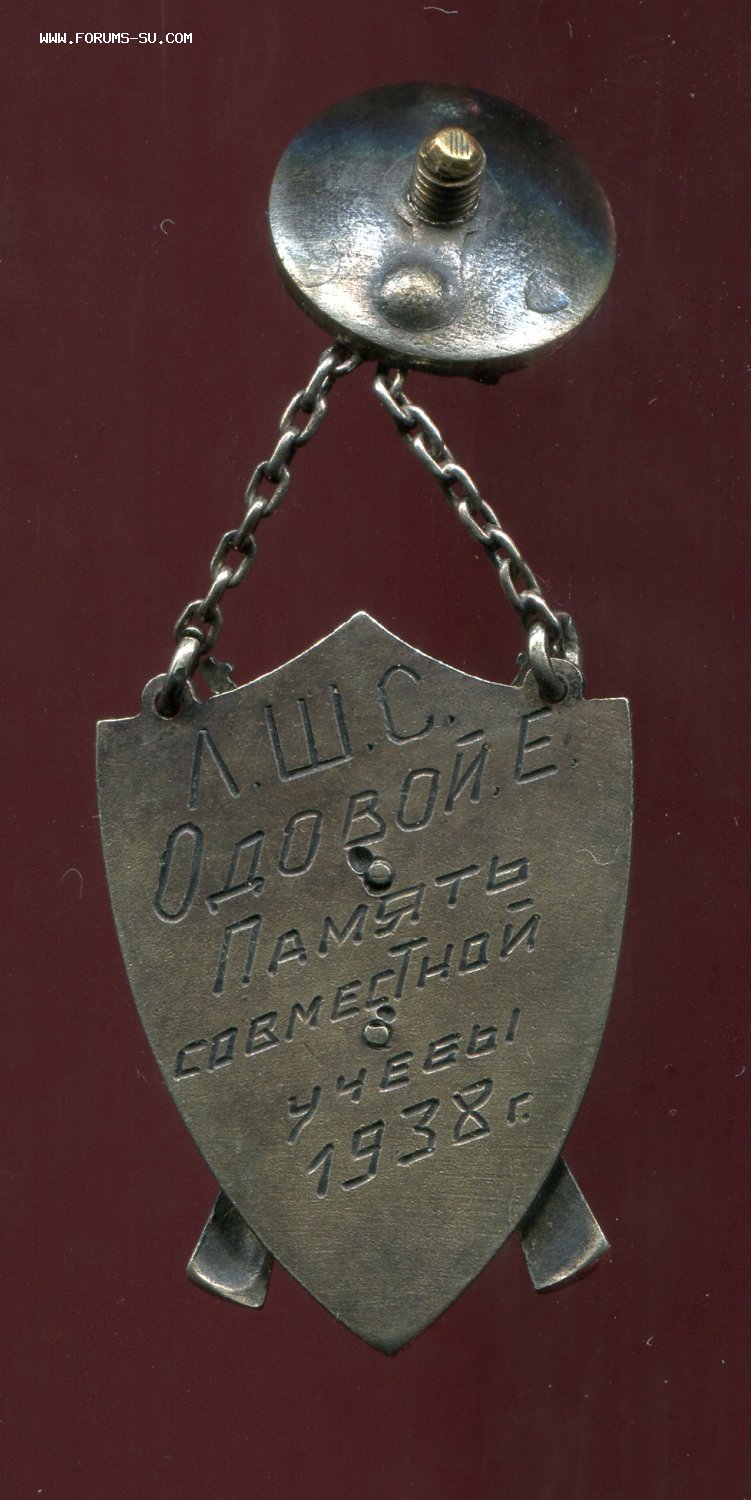 WWW.FORUMS-SU.COM
Л.Ш.С.
ОДОВОЙ.Е.
ПАМЯТЬ
СОВМЕСТНОЙ
УЧЕБЫ
1938г.